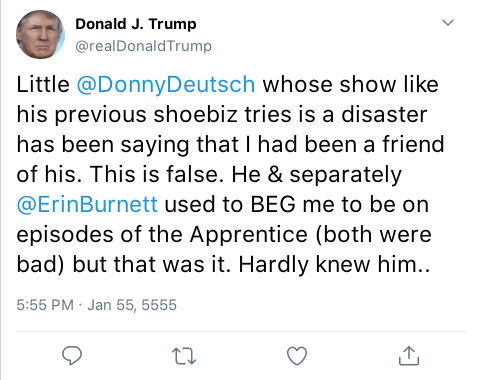 Donald J. Trump
@realDonaldTrump
Little @DonnyDeutsch whose show like
his previous shoebiz tries is a disaster
has been saying that I had been a friend
of his. This is false. He & separately
@ErinBurnett used to BEG me to be on
episodes of the Apprentice (both were
bad) but that was it. Hardly knew him..
5:55 PM · Jan 55, 5555